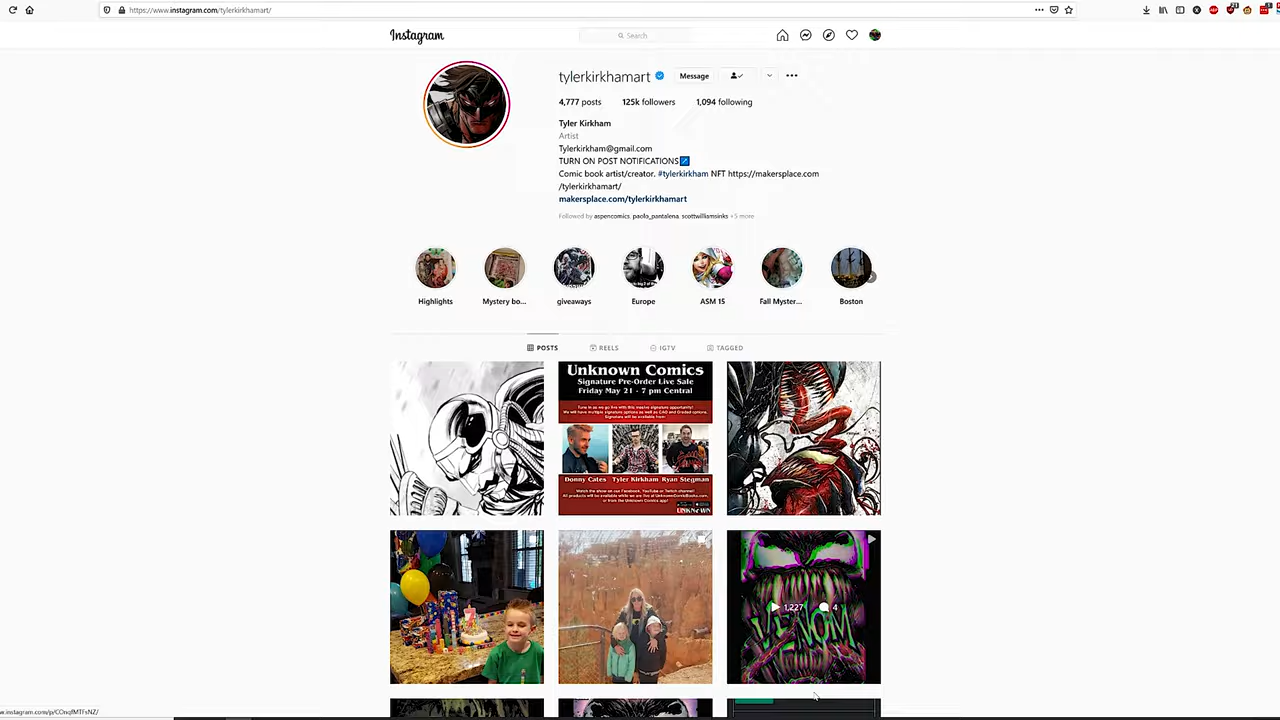 https://www.instagram.com/tylerkirkhamart/
Instagram
Search
tylerkirkhamart
Message
4,777 posts 125k followers 1,094 following
Tyler Kirkham
Artist
Tylerkirkham@gmail.com
TURN ON POST NOTIFICATIONS
Comic book artist/creator. #tylerkirkham NFT https://makersplace.com
/tylerkirkhamart/
makersplace.com/tylerkirkhamart
Followed by aspencomics, paolo_pantalena, scottwilliamsinks +5 more
Highlights Mystery bo... giveaways Europe ASM 15 Fall Myster... Boston
POSTS REELS IGTV TAGGED
Unknown Comics
Signature Pre-Order Live Sale
Friday May 21 - 7 pm Central
Donny Cates Tyler Kirkham Ryan Stegman
UNKNOWN
1,227 4
VENOM